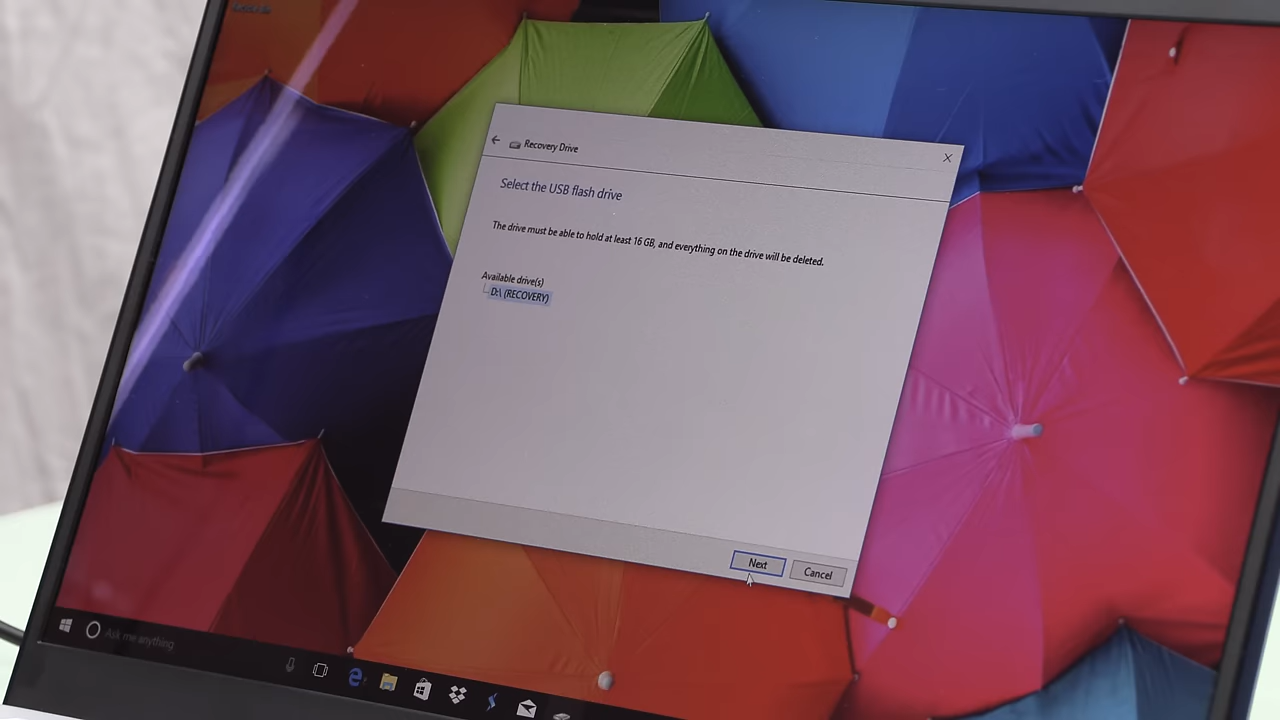 Recovery Drive
Select the USB flash drive
The drive must be able to hold at least 16 GB, and everything on the drive will be deleted.
Available drive(s)
D:\ (RECOVERY)
Next
Cancel
Ask me anything